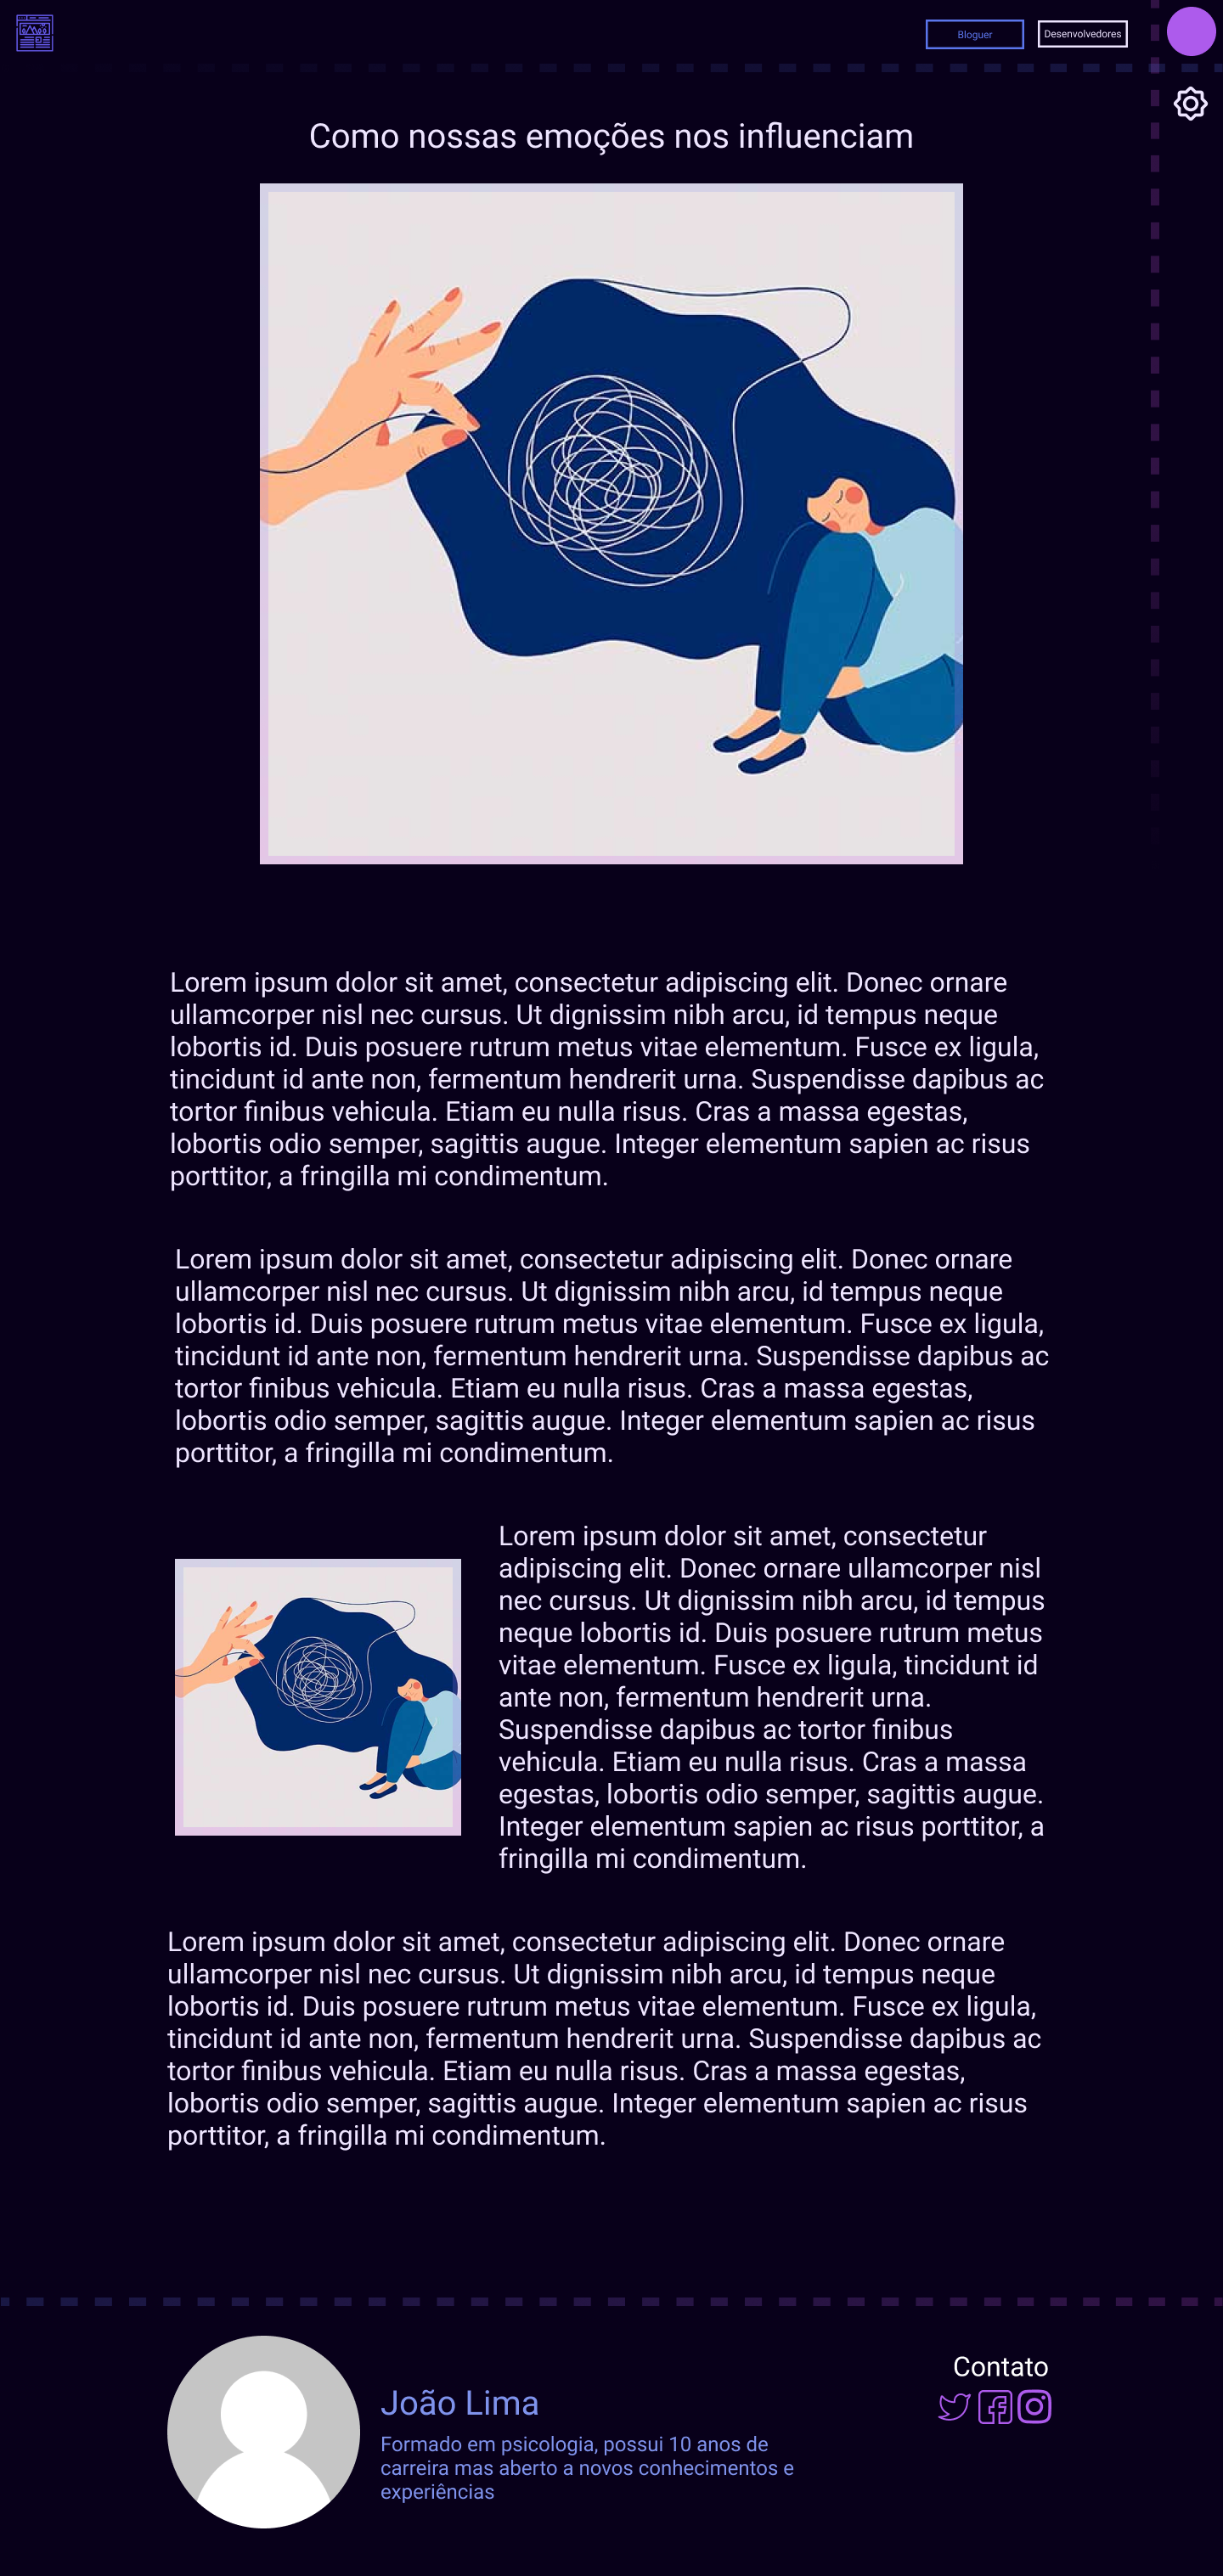 Bloguer
Desenvolvedores
Como nossas emoções nos influenciam
Lorem ipsum dolor sit amet, consectetur adipiscing elit. Donec ornare
ullamcorper nisl nec cursus. Ut dignissim nibh arcu, id tempus neque
lobortis id. Duis posuere rutrum metus vitae elementum. Fusce ex ligula,
tincidunt id ante non, fermentum hendrerit urna. Suspendisse dapibus ac
tortor finibus vehicula. Etiam eu nulla risus. Cras a massa egestas,
lobortis odio semper, sagittis augue. Integer elementum sapien ac risus
porttitor, a fringilla mi condimentum.
Lorem ipsum dolor sit amet, consectetur adipiscing elit. Donec ornare
ullamcorper nisl nec cursus. Ut dignissim nibh arcu, id tempus neque
lobortis id. Duis posuere rutrum metus vitae elementum. Fusce ex ligula,
tincidunt id ante non, fermentum hendrerit urna. Suspendisse dapibus ac
tortor finibus vehicula. Etiam eu nulla risus. Cras a massa egestas,
lobortis odio semper, sagittis augue. Integer elementum sapien ac risus
porttitor, a fringilla mi condimentum.
Lorem ipsum dolor sit amet, consectetur
adipiscing elit. Donec ornare ullamcorper nisl
nec cursus. Ut dignissim nibh arcu, id tempus
neque lobortis id. Duis posuere rutrum metus
vitae elementum. Fusce ex ligula, tincidunt id
ante non, fermentum hendrerit urna.
Suspendisse dapibus ac tortor finibus
vehicula. Etiam eu nulla risus. Cras a massa
egestas, lobortis odio semper, sagittis augue.
Integer elementum sapien ac risus porttitor, a
fringilla mi condimentum.
Lorem ipsum dolor sit amet, consectetur adipiscing elit. Donec ornare
ullamcorper nisl nec cursus. Ut dignissim nibh arcu, id tempus neque
lobortis id. Duis posuere rutrum metus vitae elementum. Fusce ex ligula,
tincidunt id ante non, fermentum hendrerit urna. Suspendisse dapibus ac
tortor finibus vehicula. Etiam eu nulla risus. Cras a massa egestas,
lobortis odio semper, sagittis augue. Integer elementum sapien ac risus
porttitor, a fringilla mi condimentum.
João Lima
Formado em psicologia, possui 10 anos de
carreira mas aberto a novos conhecimentos e
experiências
Contato